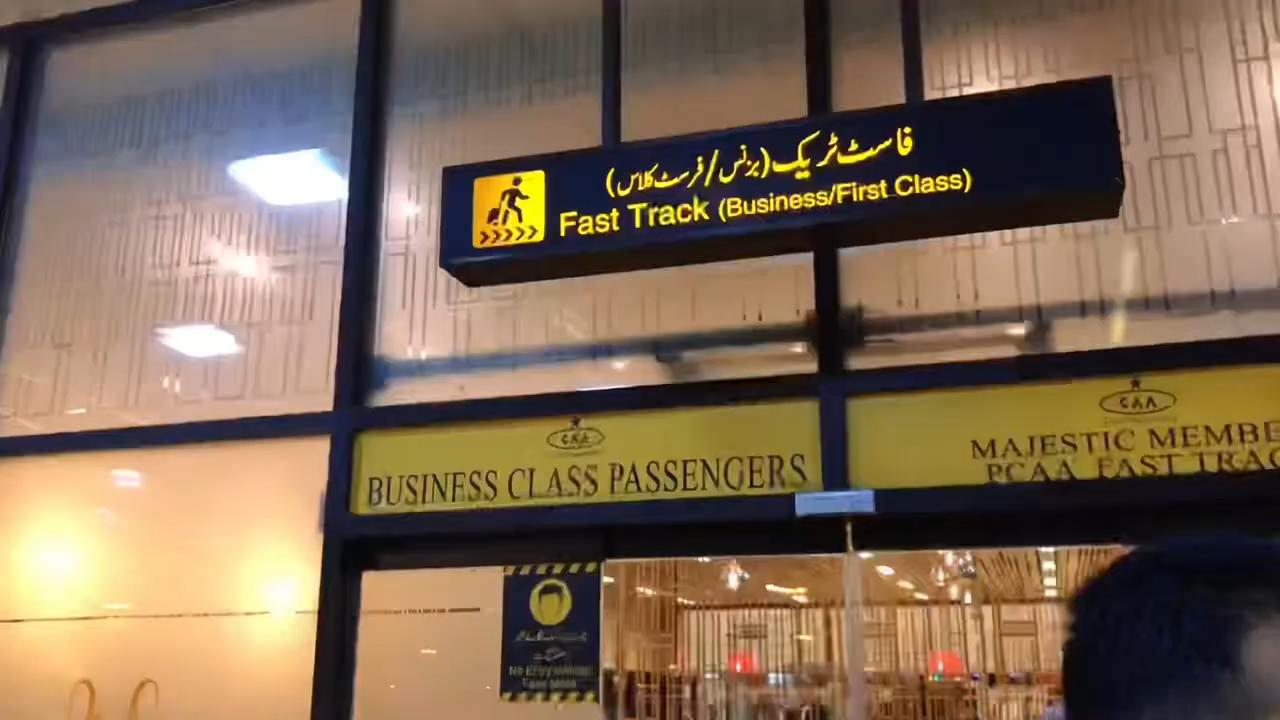 فاسٹ ٹریک (بزنس/فرسٹ کلاس)
Fast Track (Business/First Class)
CAA
BUSINESS CLASS PASSENGERS
CAA
MAJESTIC MEMBE
PCAA FAST TRAC
No Entry Without
Face Mask